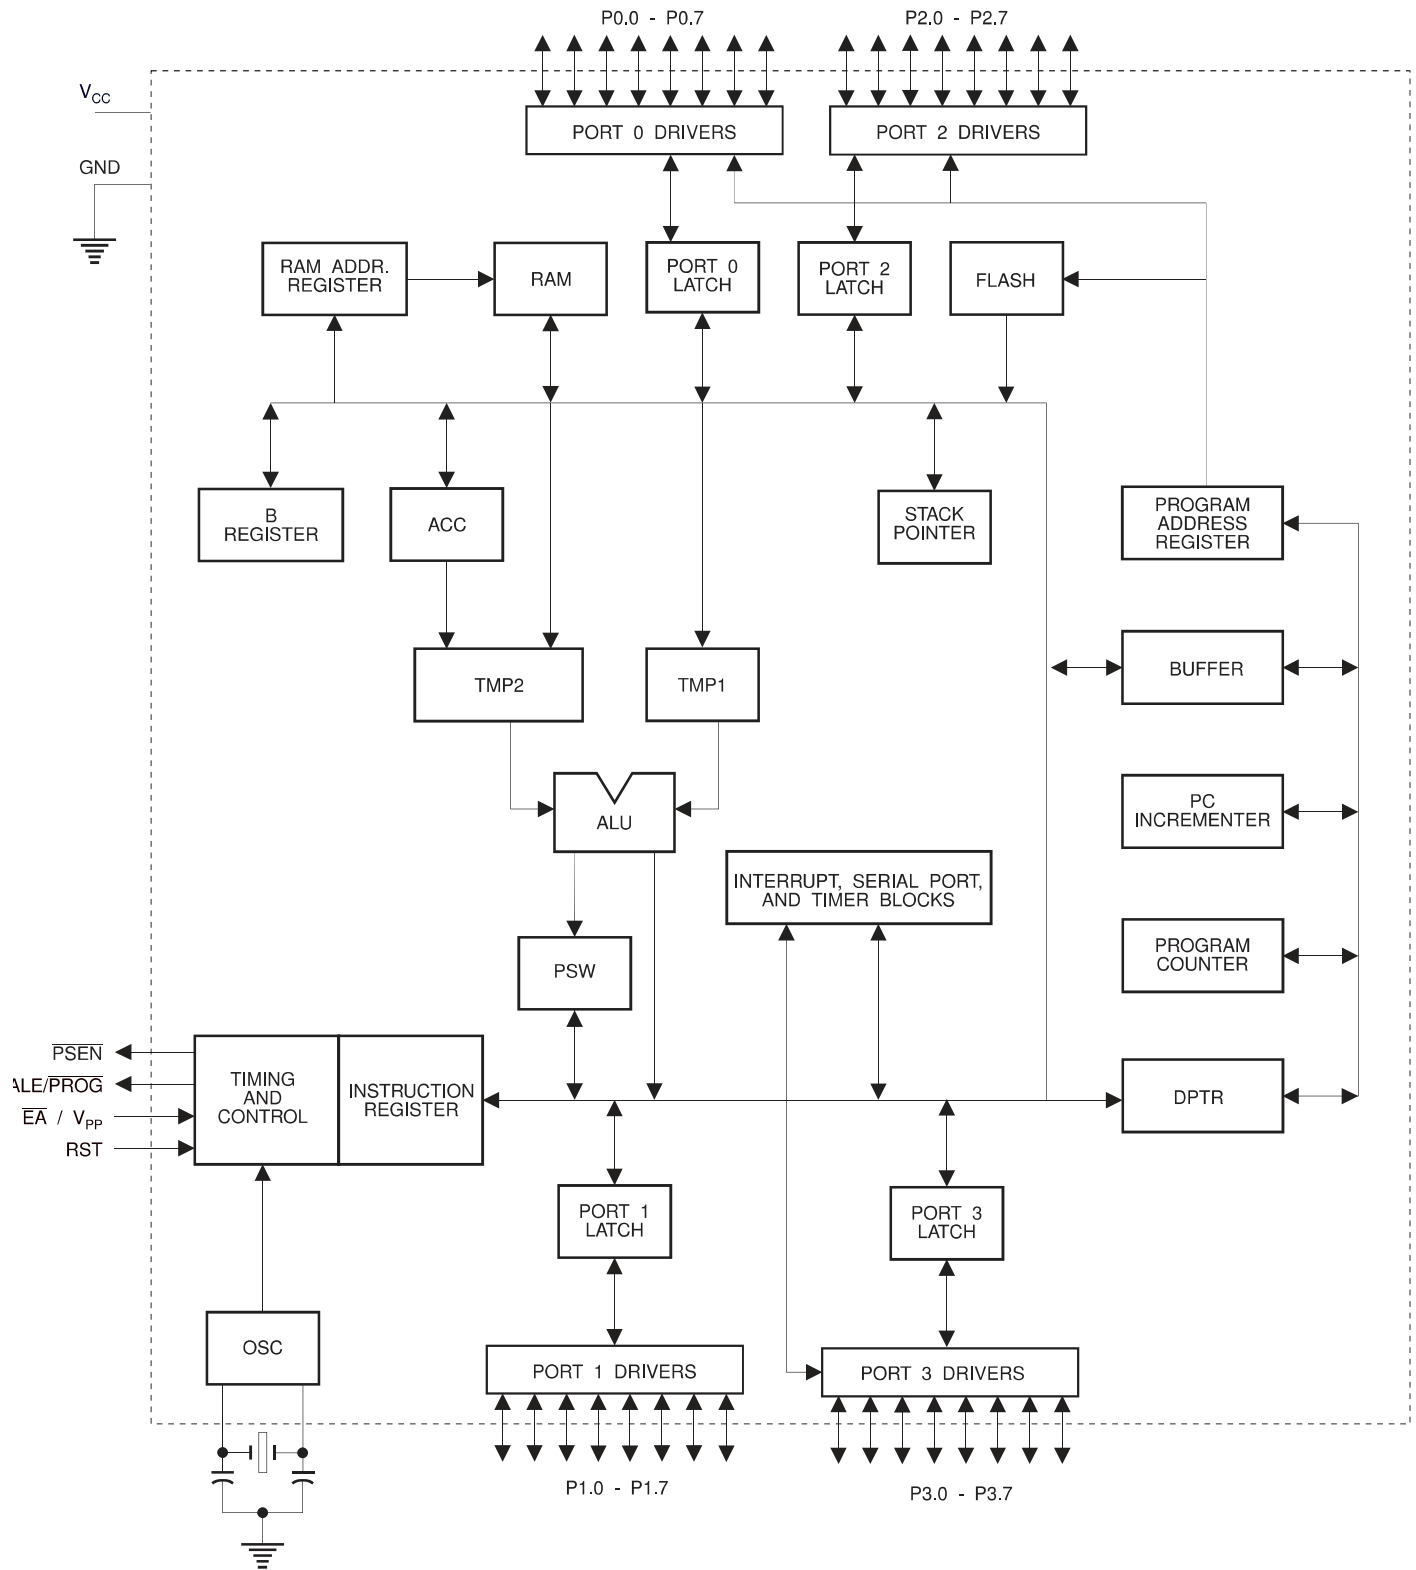 P0.0 - P0.7
P2.0 - P2.7
VCC
PORT 0 DRIVERS
PORT 2 DRIVERS
GND
RAM ADDR.
REGISTER
RAM
PORT 0
LATCH
PORT 2
LATCH
FLASH
B
REGISTER
ACC
STACK
POINTER
PROGRAM
ADDRESS
REGISTER
TMP2
TMP1
BUFFER
ALU
PC
INCREMENTER
INTERRUPT, SERIAL PORT,
AND TIMER BLOCKS
PSW
PROGRAM
COUNTER
PSEN
ALE/PROG
EA / VPP
RST
TIMING
AND
CONTROL
INSTRUCTION
REGISTER
DPTR
PORT 1
LATCH
PORT 3
LATCH
OSC
PORT 1 DRIVERS
PORT 3 DRIVERS
P1.0 - P1.7
P3.0 - P3.7